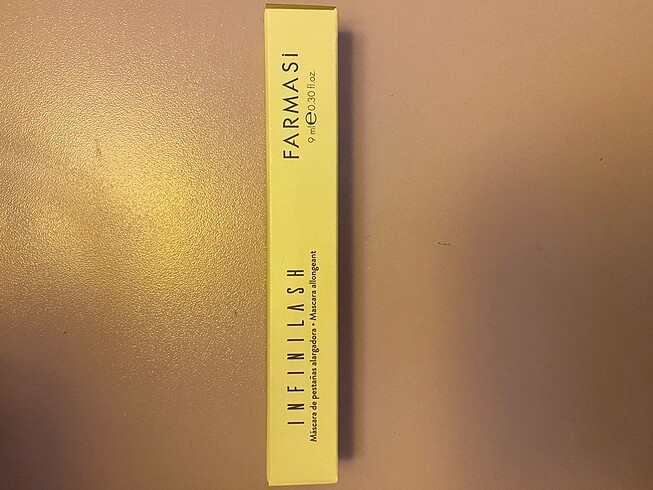 INFINILASH
Máscara de pestañas alargadora • Mascara allongeant
FARMASi
9 ml℮0.30 fl.oz.